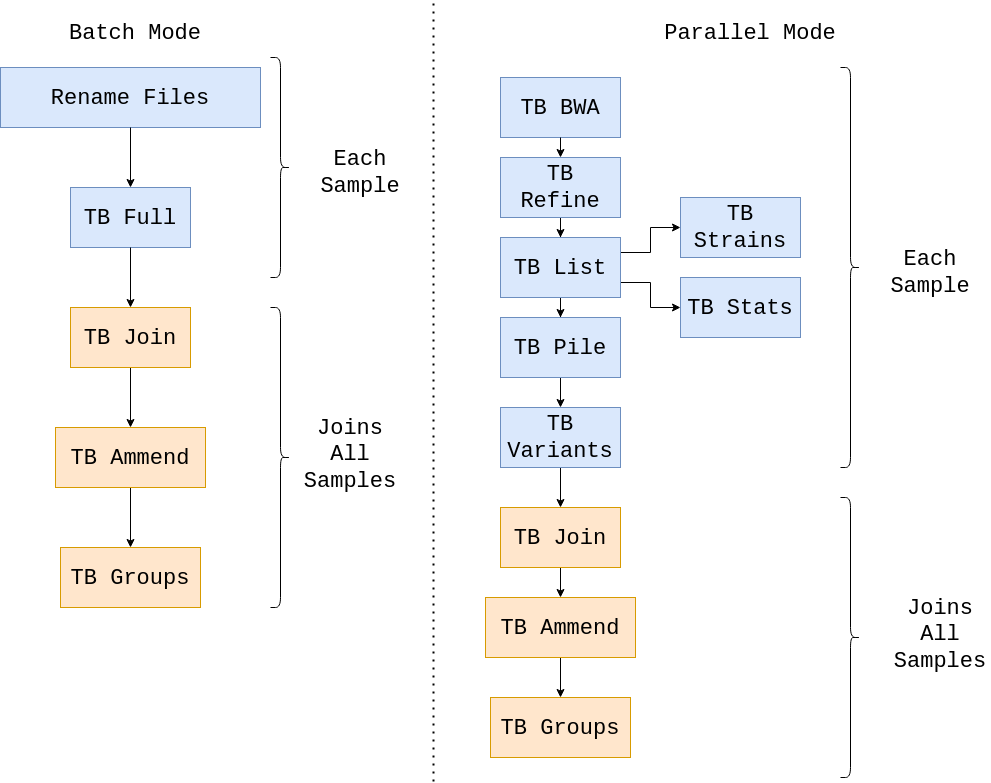 Batch Mode
Rename Files
TB Full
Each
Sample
TB Join
TB Ammend
TB Groups
Joins
All
Samples
Parallel Mode
TB BWA
TB
Refine
TB List
TB
Strains
TB Stats
TB Pile
TB
Variants
Each
Sample
TB Join
TB Ammend
TB Groups
Joins
All
Samples